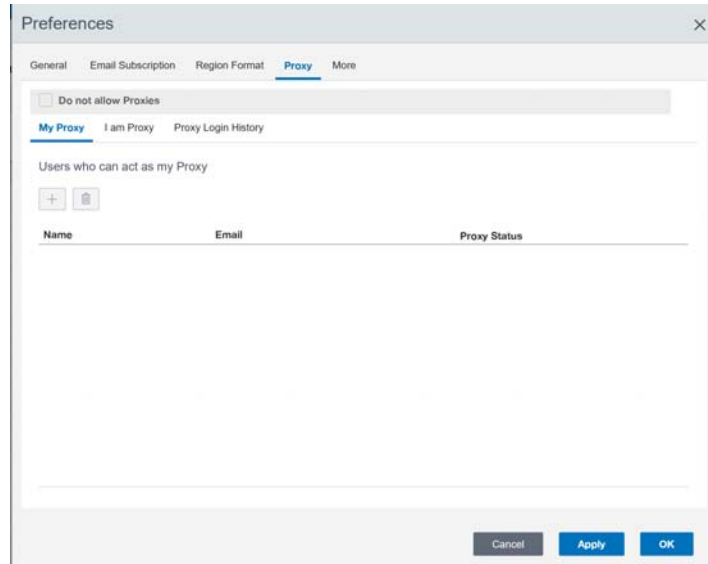 Preferences
General Email Subscription Region Format Proxy More
Do not allow Proxies
My Proxy I am Proxy Proxy Login History
Users who can act as my Proxy
Name Email Proxy Status
Cancel Apply OK